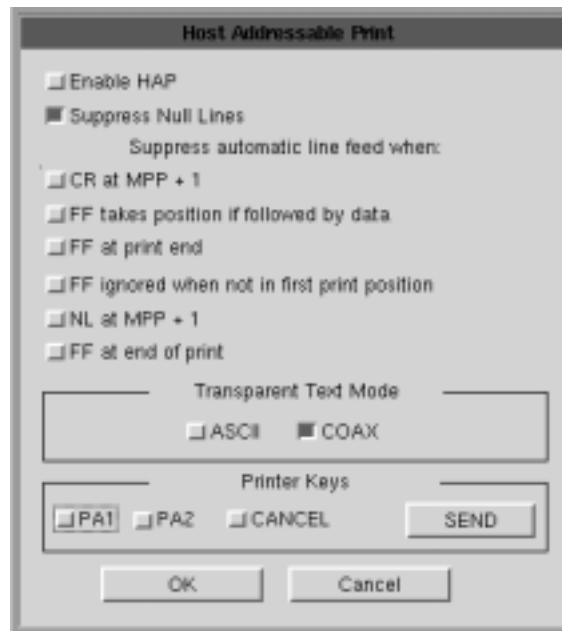 Host Addressable Print
Enable HAP
Suppress Null Lines
Suppress automatic line feed when:
CR at MPP + 1
FF takes position if followed by data
FF at print end
FF ignored when not in first print position
NL at MPP + 1
FF at end of print
Transparent Text Mode
ASCII COAX
Printer Keys
PA1 PA2 CANCEL SEND
OK Cancel